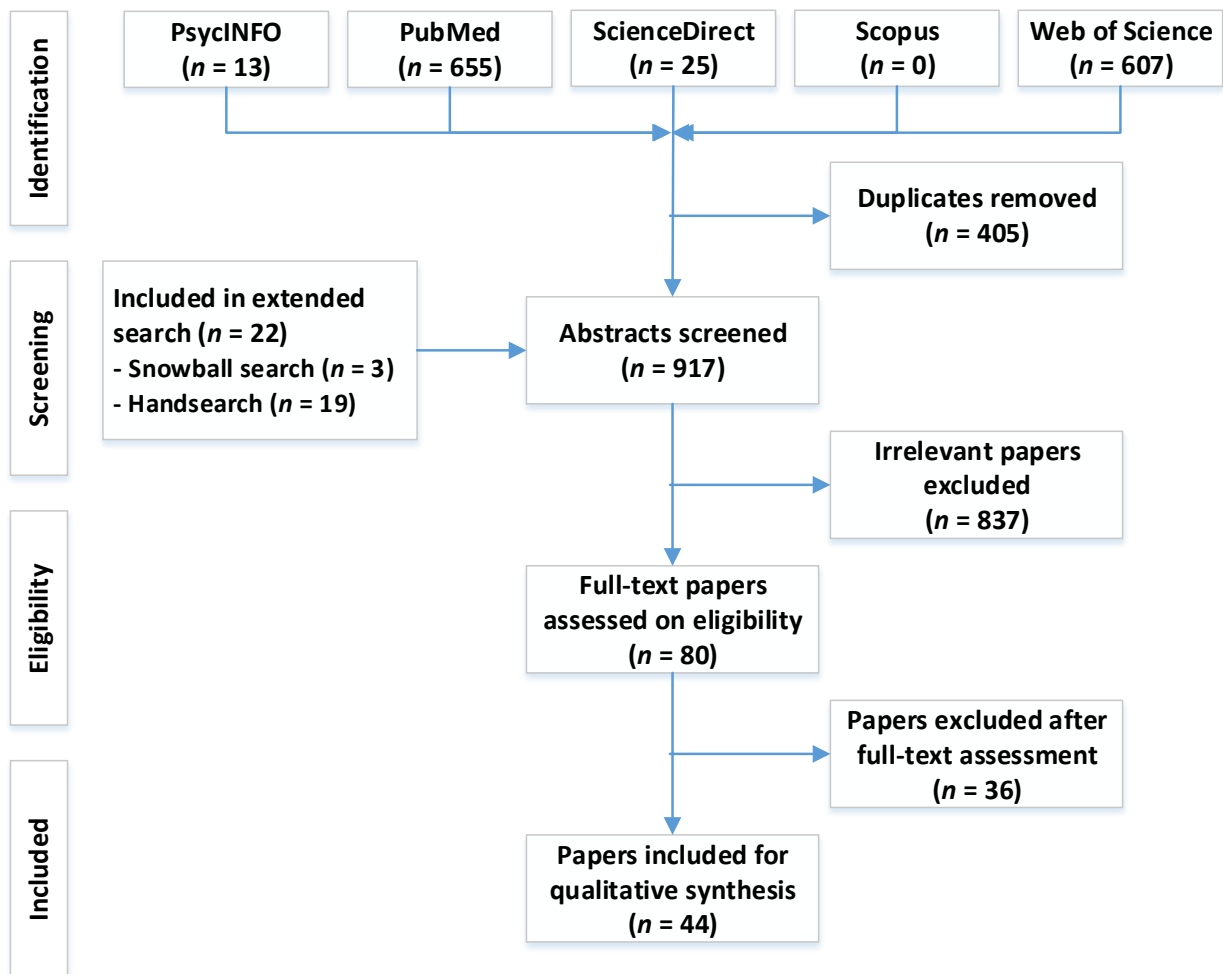 Identification
PsycINFO
(n = 13)
PubMed
(n = 655)
ScienceDirect
(n = 25)
Scopus
(n = 0)
Web of Science
(n = 607)
Duplicates removed
(n = 405)
Screening
Included in extended
search (n = 22)
- Snowball search (n = 3)
- Handsearch (n = 19)
Abstracts screened
(n = 917)
Irrelevant papers
excluded
(n = 837)
Eligibility
Full-text papers
assessed on eligibility
(n = 80)
Papers excluded after
full-text assessment
(n = 36)
Included
Papers included for
qualitative synthesis
(n = 44)